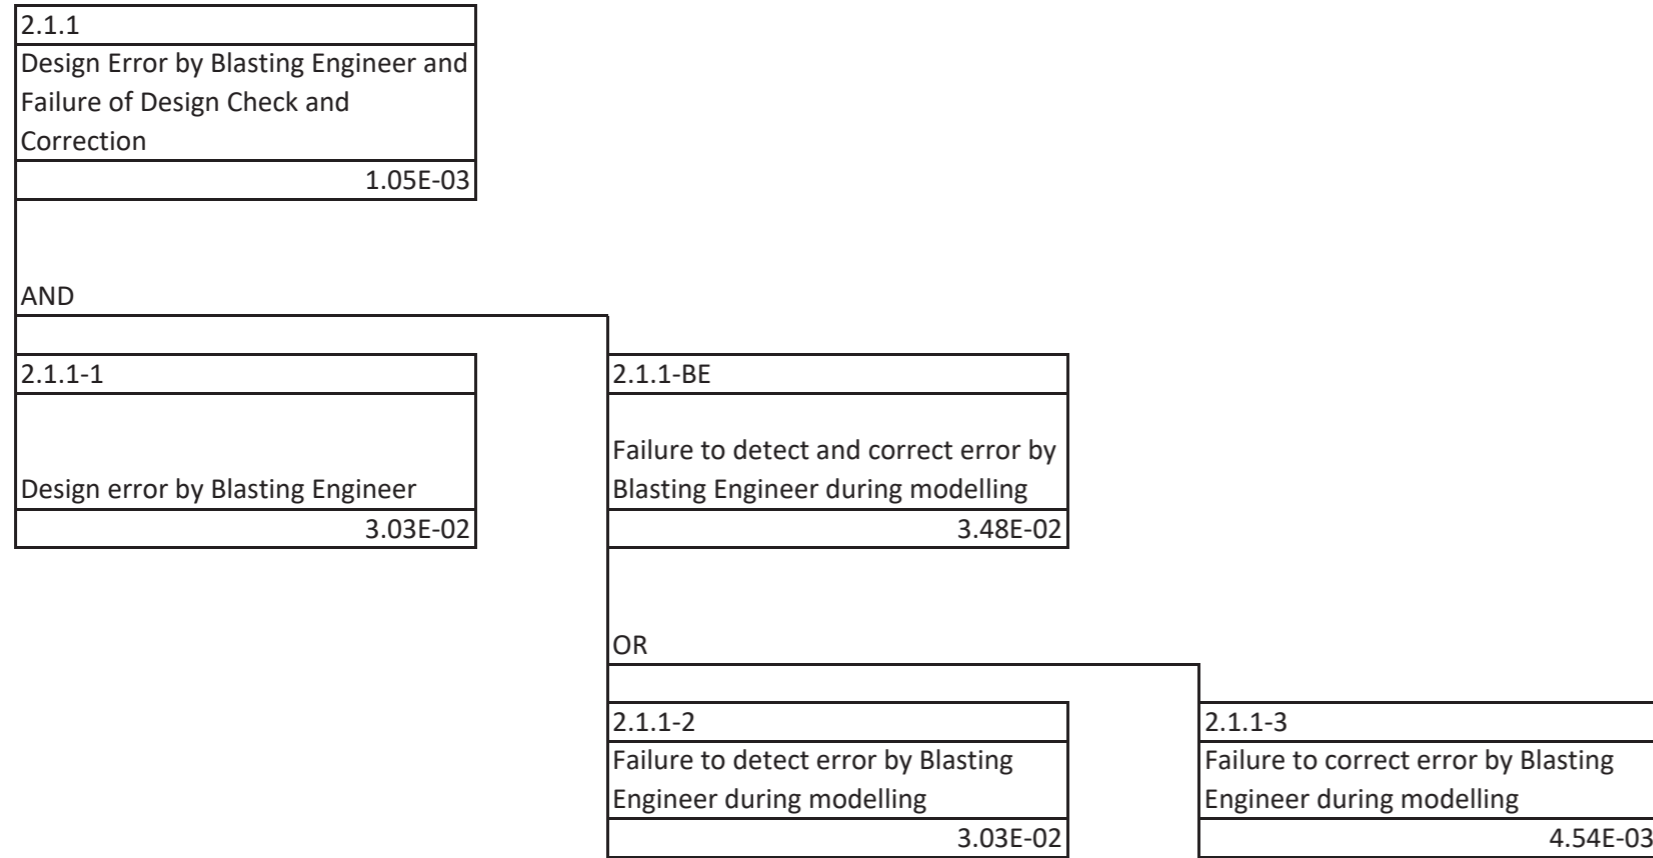 2.1.1
Design Error by Blasting Engineer and
Failure of Design Check and
Correction
1.05E-03
AND
2.1.1-1
Design error by Blasting Engineer
3.03E-02
2.1.1-BE
Failure to detect and correct error by
Blasting Engineer during modelling
3.48E-02
OR
2.1.1-2
Failure to detect error by Blasting
Engineer during modelling
3.03E-02
2.1.1-3
Failure to correct error by Blasting
Engineer during modelling
4.54E-03